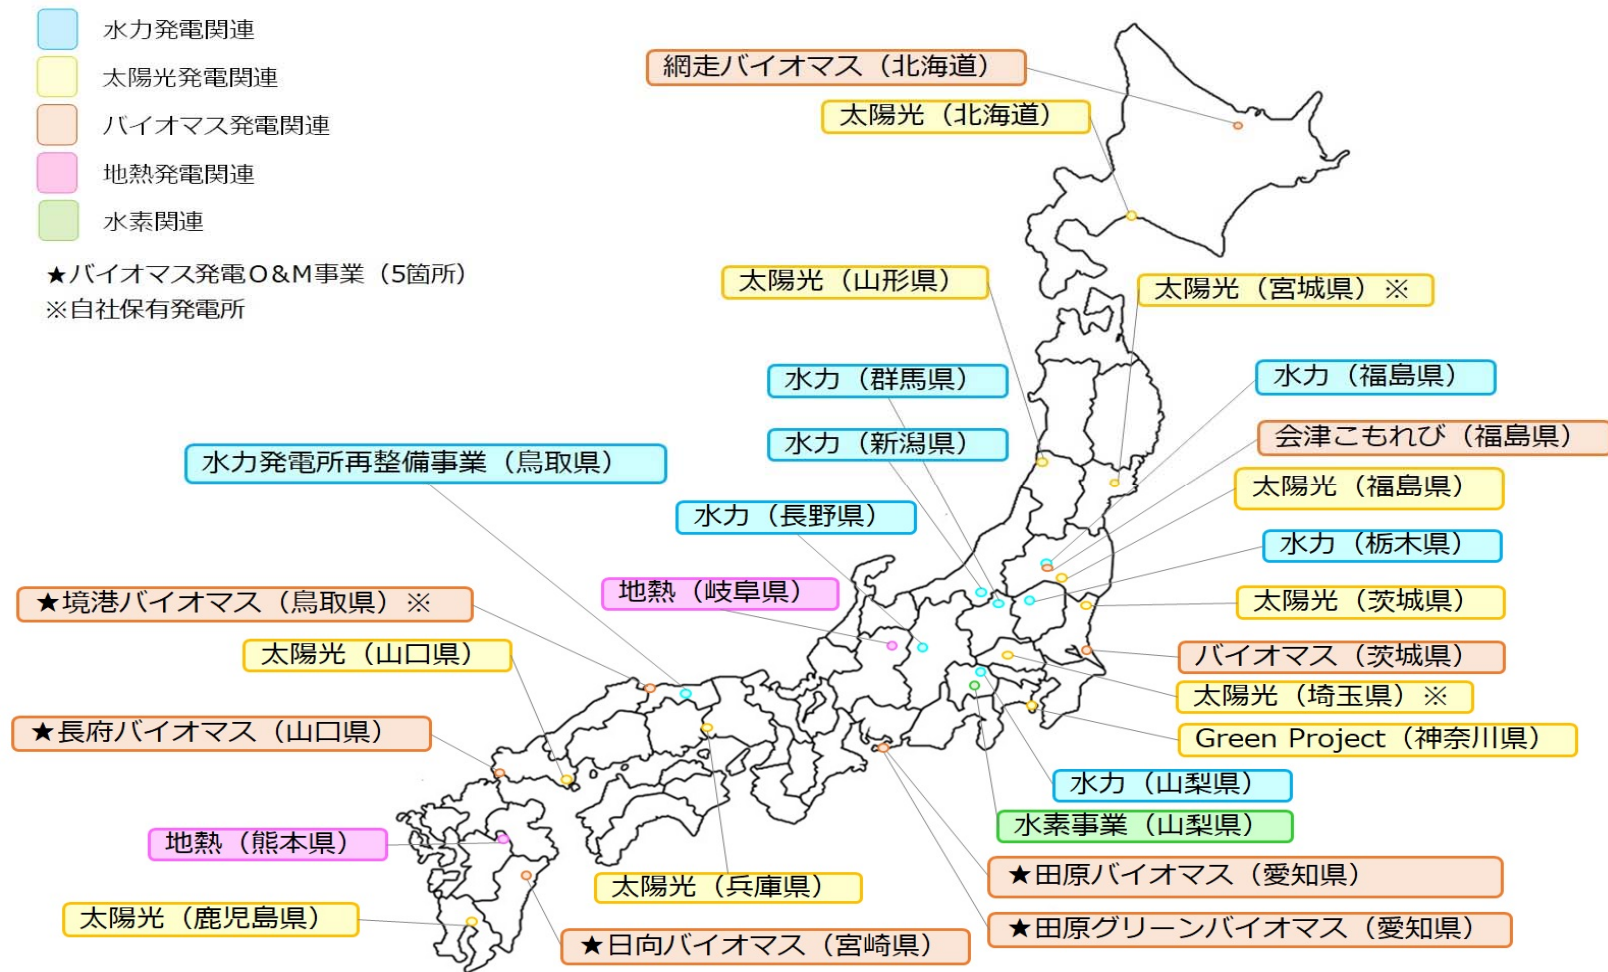 水力発電関連
太陽光発電関連
バイオマス発電関連
地熱発電関連
水素関連
★バイオマス発電O&M事業（5箇所）
※自社保有発電所
網走バイオマス（北海道）
太陽光（北海道）
太陽光（山形県）
太陽光（宮城県）※
水力（群馬県）
水力（福島県）
水力（新潟県）
会津こもれび（福島県）
水力発電所再整備事業（鳥取県）
太陽光（福島県）
水力（長野県）
水力（栃木県）
地熱（岐阜県）
★境港バイオマス（鳥取県）※
太陽光（茨城県）
太陽光（山口県）
バイオマス（茨城県）
太陽光（埼玉県）※
★長府バイオマス（山口県）
Green Project（神奈川県）
水力（山梨県）
水素事業（山梨県）
地熱（熊本県）
★田原バイオマス（愛知県）
太陽光（兵庫県）
太陽光（鹿児島県）
★田原グリーンバイオマス（愛知県）
★日向バイオマス（宮崎県）